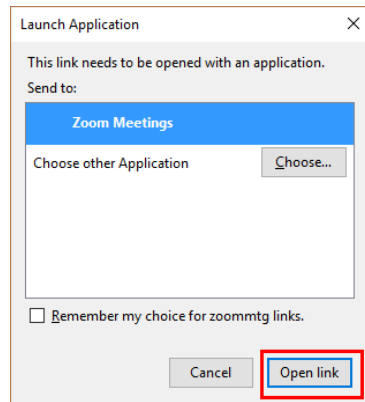 Launch Application
This link needs to be opened with an application.
Send to:
Zoom Meetings
Choose other Application
Choose...
Remember my choice for zoommtg links.
Cancel
Open link